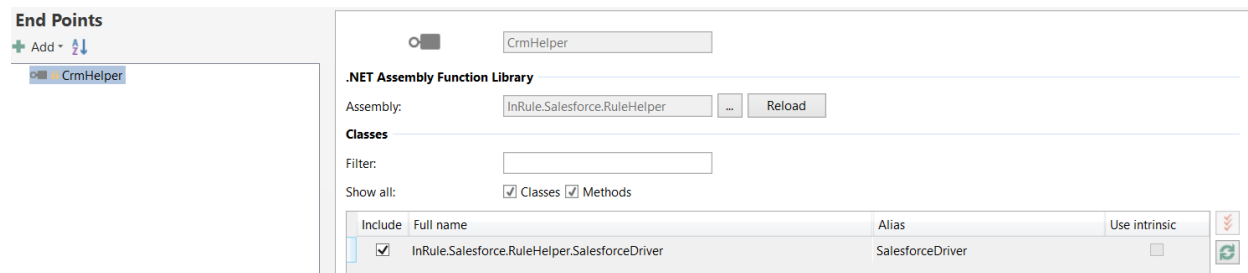 End Points
Add
CrmHelper
CrmHelper
.NET Assembly Function Library
Assembly: InRule.Salesforce.RuleHelper ... Reload
Classes
Filter:
Show all: Classes Methods
Include Full name Alias Use intrinsic
InRule.Salesforce.RuleHelper.SalesforceDriver SalesforceDriver